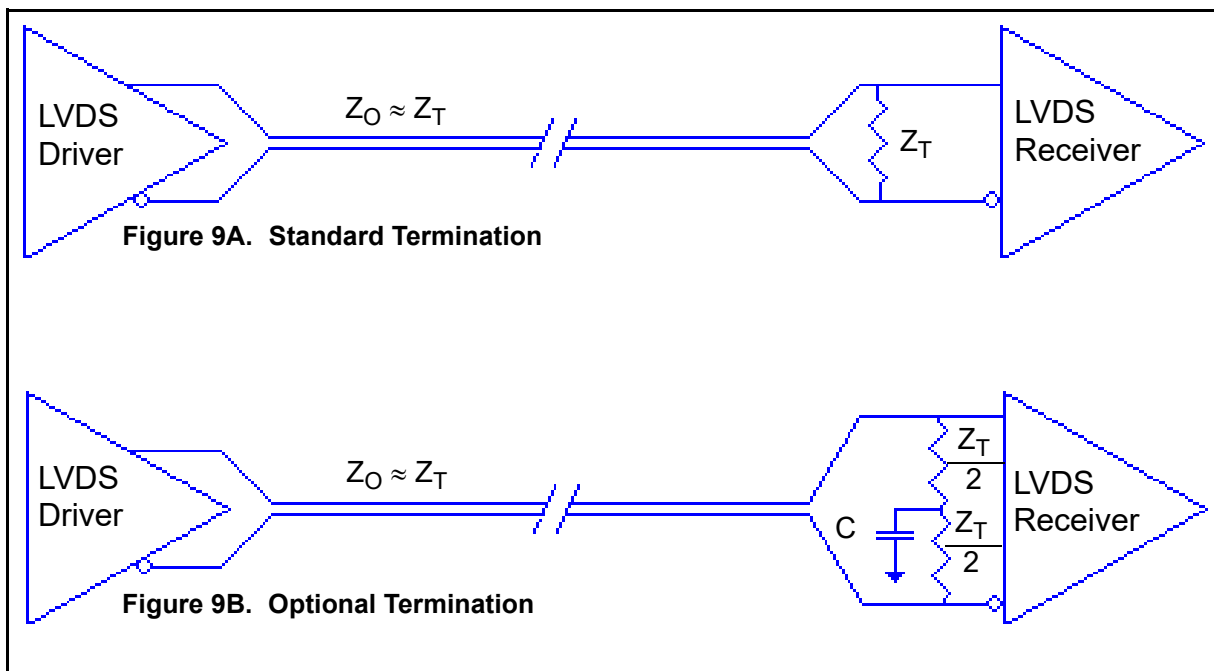 LVDS
Driver
Z_O ≈ Z_T
Z_T
LVDS
Receiver
Figure 9A. Standard Termination
LVDS
Driver
Z_O ≈ Z_T
C
Z_T
2
Z_T
2
LVDS
Receiver
Figure 9B. Optional Termination